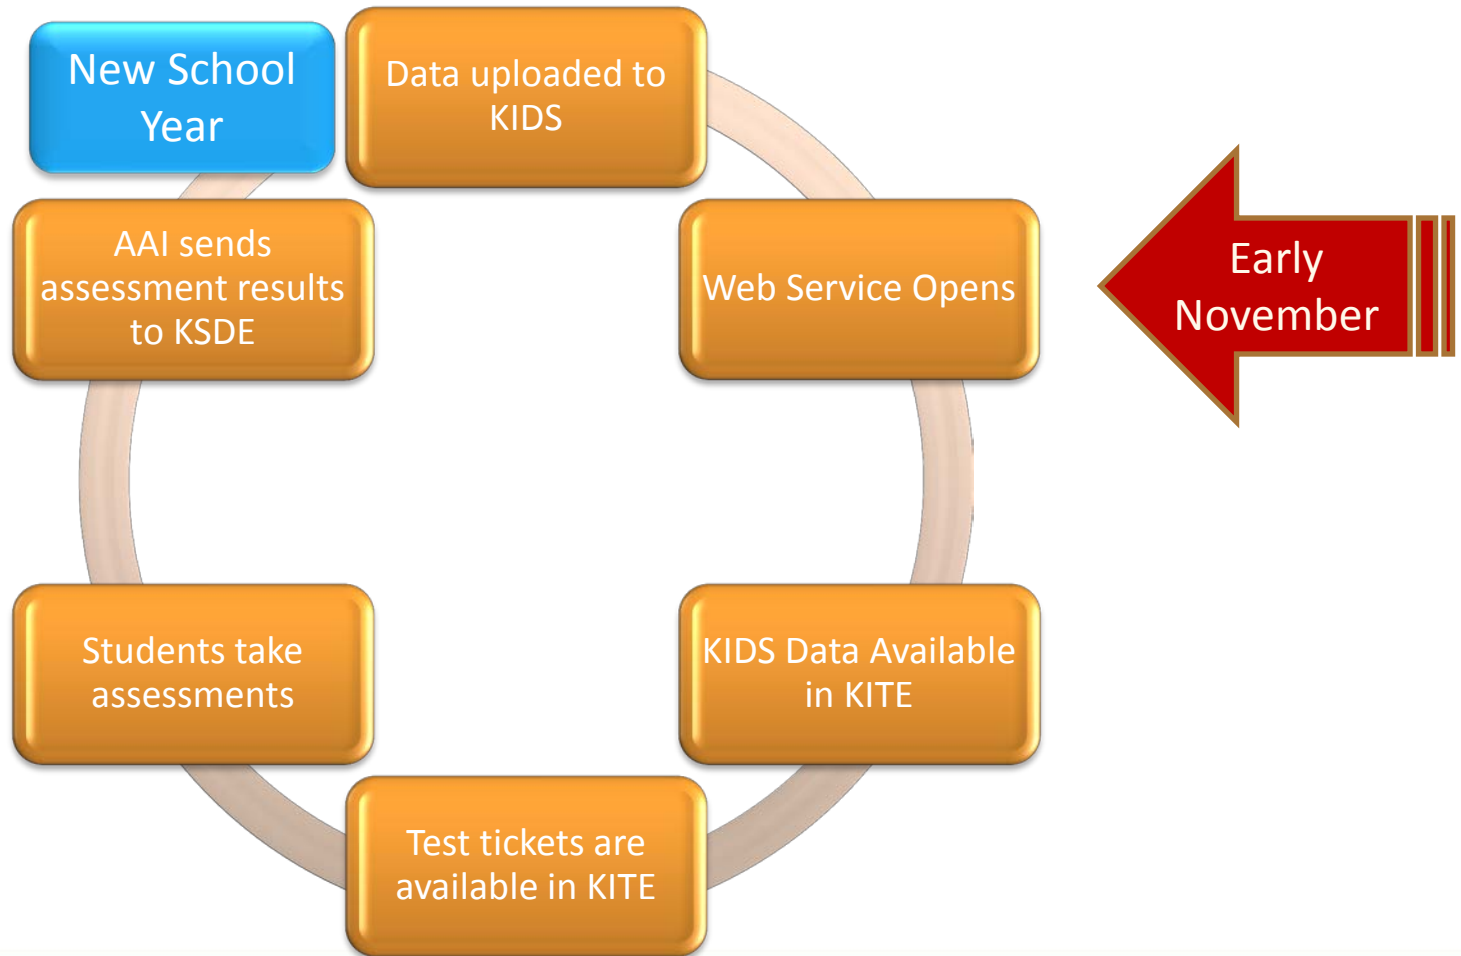 New School
Year
Data uploaded to
KIDS
Web Service Opens
Early
November
KIDS Data Available
in KITE
Test tickets are
available in KITE
Students take
assessments
AAI sends
assessment results
to KSDE